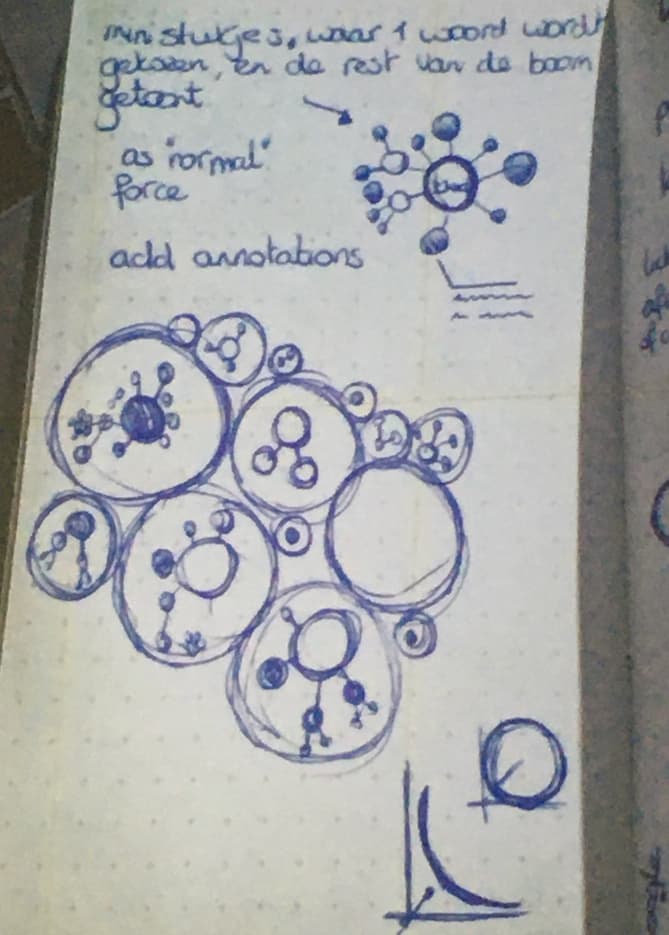 mini stukjes, waar 1 woord wordt
gekozen, en de rest van de boom
getoont
as "normal"
force
add annotations